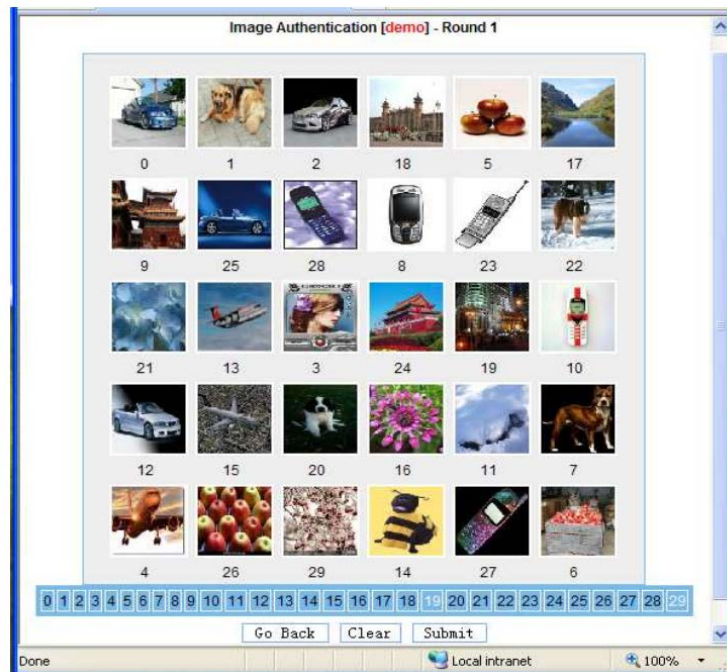 Image Authentication [demo] - Round 1
0 1 2 18 5 17
9 25 28 8 23 22
21 13 3 24 19 10
12 15 20 16 11 7
4 26 29 14 27 6
0 1 2 3 4 5 6 7 8 9 10 11 12 13 14 15 16 17 18 19 20 21 22 23 24 25 26 27 28 29
Go Back Clear Submit
Done Local intranet 100%